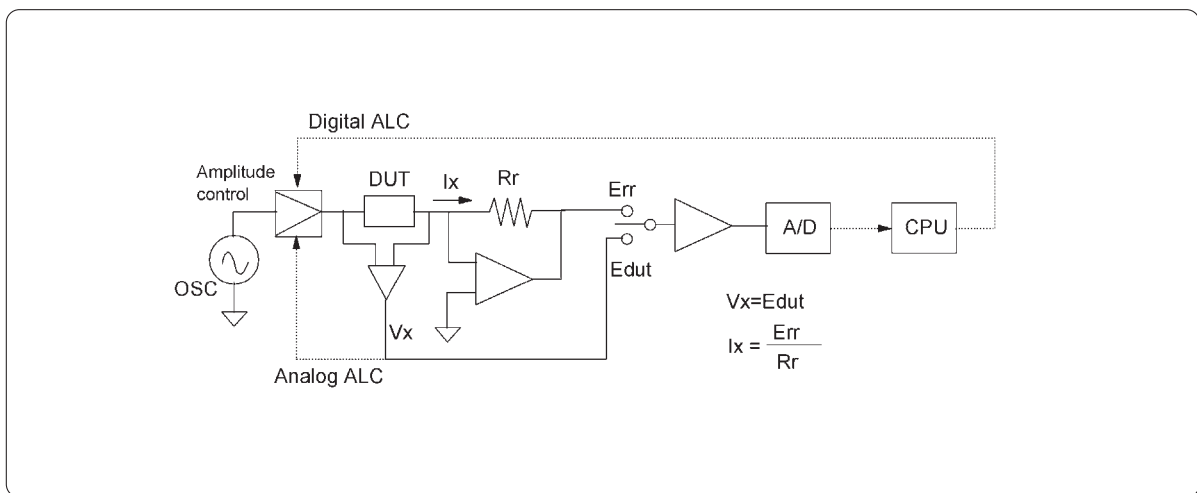 Digital ALC
Amplitude
control
DUT
Ix
Rr
Err
OSC
Vx
Edut
A/D
CPU
Analog ALC
Vx=Edut
Ix = Err
Rr